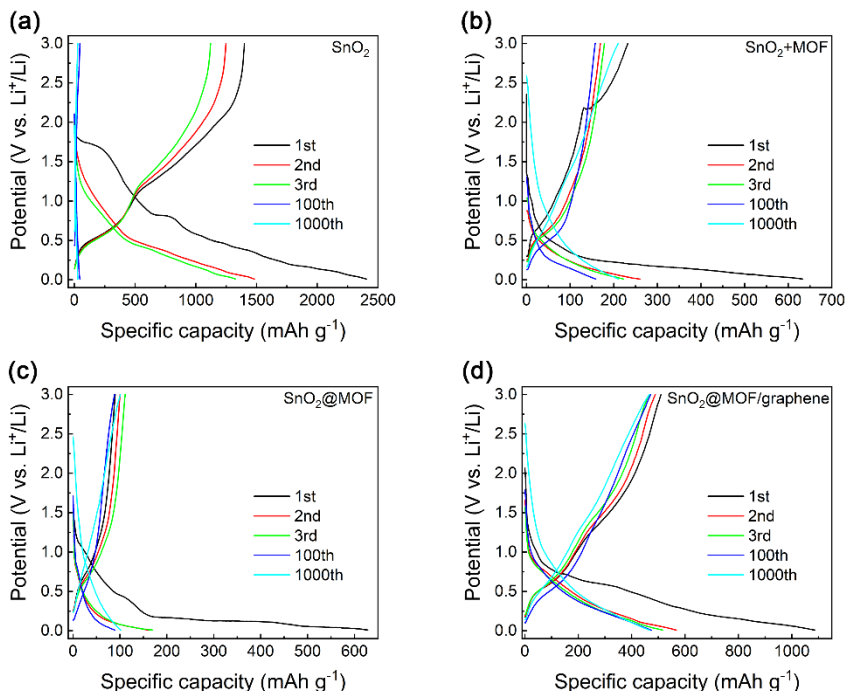 (a)
SnO₂
3.0
2.5
2.0
1.5
1.0
0.5
0.0
Potential (V vs. Li⁺/Li)
1st
2nd
3rd
100th
1000th
0 500 1000 1500 2000 2500
Specific capacity (mAh g⁻¹)
(b)
SnO₂+MOF
3.0
2.5
2.0
1.5
1.0
0.5
0.0
Potential (V vs. Li⁺/Li)
1st
2nd
3rd
100th
1000th
0 100 200 300 400 500 600 700
Specific capacity (mAh g⁻¹)
(c)
SnO₂@MOF
3.0
2.5
2.0
1.5
1.0
0.5
0.0
Potential (V vs. Li⁺/Li)
1st
2nd
3rd
100th
1000th
0 100 200 300 400 500 600
Specific capacity (mAh g⁻¹)
(d)
SnO₂@MOF/graphene
3.0
2.5
2.0
1.5
1.0
0.5
0.0
Potential (V vs. Li⁺/Li)
1st
2nd
3rd
100th
1000th
0 200 400 600 800 1000
Specific capacity (mAh g⁻¹)